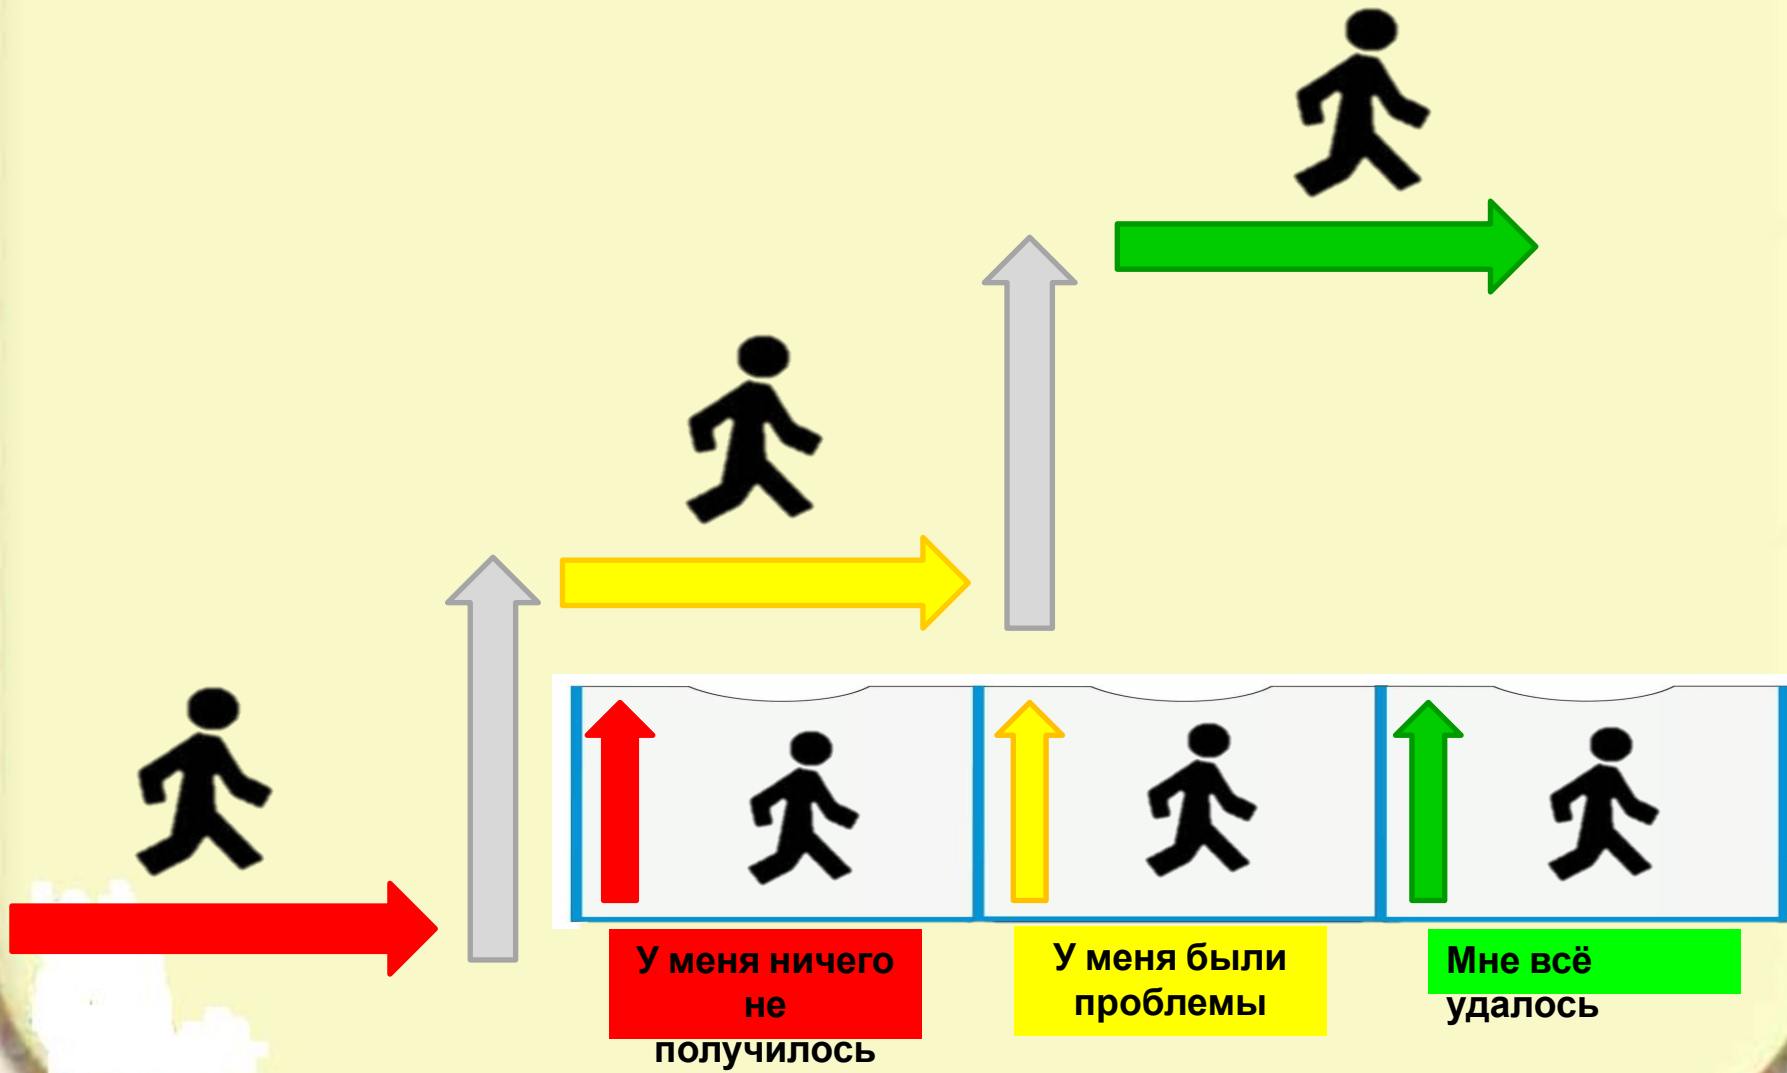 У меня ничего
не
получилось
У меня были
проблемы
Мне всё
удалось